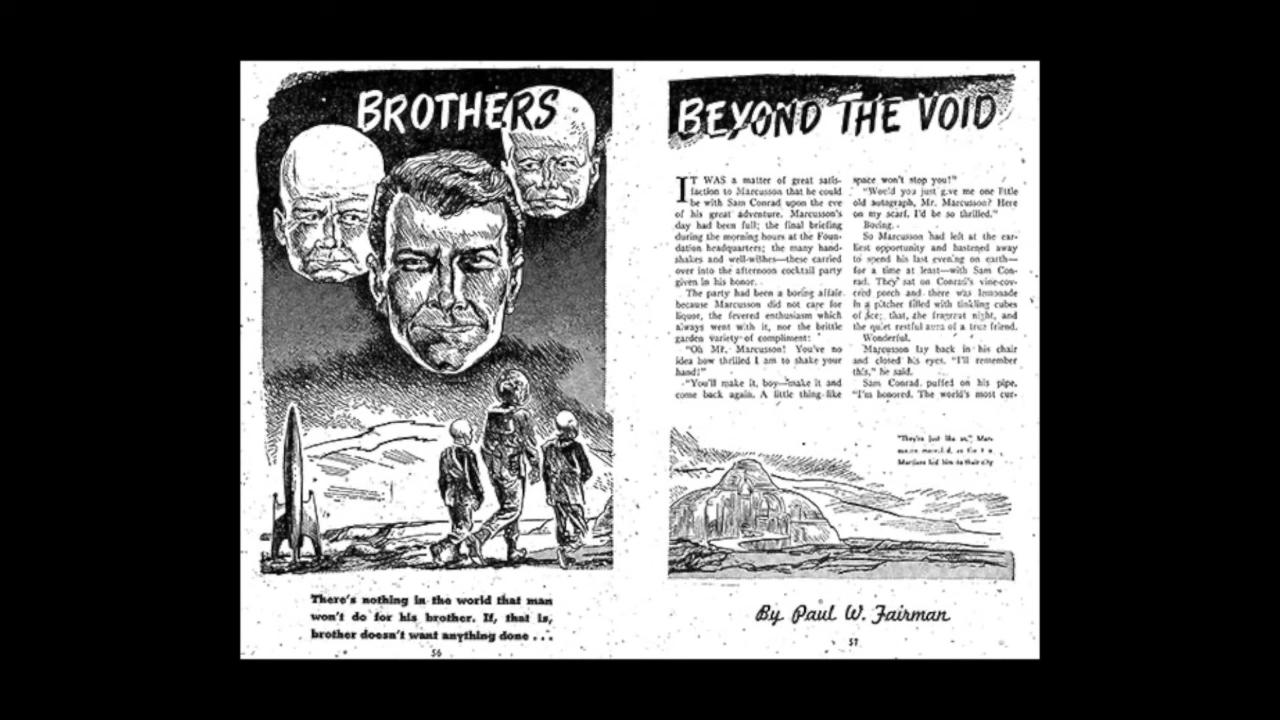 BROTHERS
There's nothing in the world that man
won't do for his brother. If, that is,
brother doesn't want anything done . . .
56
BEYOND THE VOID
IT WAS a matter of great satis-
faction to Marcusson that he could
be with Sam Conrad upon the eve
of his great adventure. Marcusson's
day had been full; the final briefing
during the morning hours at the Foun-
dation headquarters; the many hand-
shakes and well-wishes—these carried
over into the afternoon cocktail party
given in his honor.
The party had been a boring affair
because Marcusson did not care for
liquor, the fevered enthusiasm which
always went with it, nor the brittle
garden variety of compliment:
"Oh Mr. Marcusson! You've no
idea how thrilled I am to shake your
hand!"
"You'll make it, boy—make it and
come back again. A little thing like
space won't stop you!"
"Would you just give me one little
old autograph, Mr. Marcusson? Here
on my scarf. I'd be so thrilled."
Boring.
So Marcusson had left at the ear-
liest opportunity and hastened away
to spend his last evening on earth—
for a time at least—with Sam Con-
rad. They sat on Conrad's vine-cov-
ered porch and there was lemonade
in a pitcher filled with tinkling cubes
of ice; that, the fragrant night, and
the quiet restful aura of a true friend.
Wonderful.
Marcusson lay back in his chair
and closed his eyes. "I'll remember
this," he said.
Sam Conrad puffed on his pipe.
"I'm honored. The world's most cur-
"They're just like us," Mar-
Martians led him to their city
By Paul W. Fairman
57